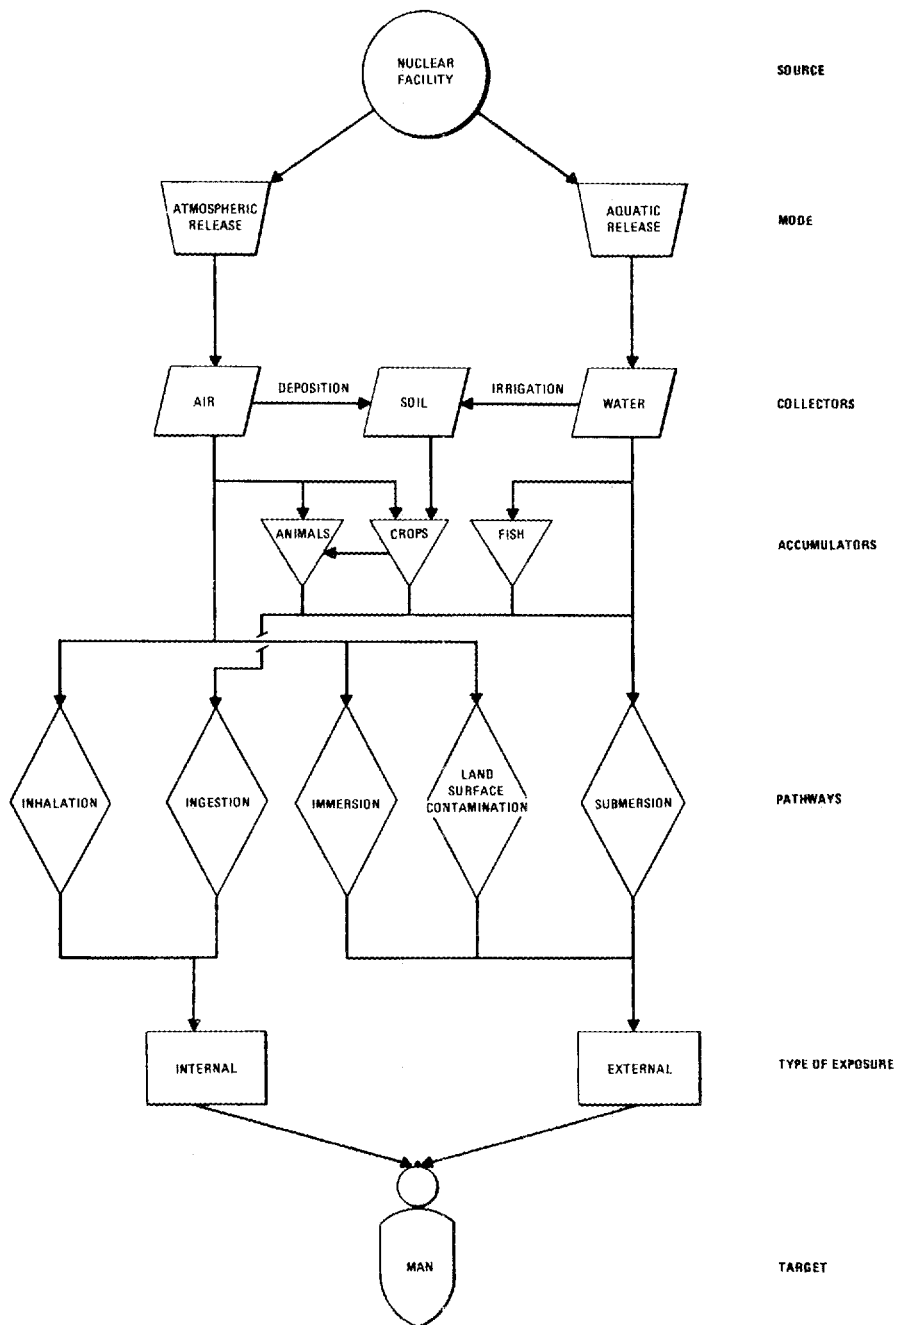 NUCLEAR
FACILITY
SOURCE
ATMOSPHERIC
RELEASE
AQUATIC
RELEASE
MODE
AIR
DEPOSITION
SOIL
IRRIGATION
WATER
COLLECTORS
ANIMALS
CROPS
FISH
ACCUMULATORS
INHALATION
INGESTION
IMMERSION
LAND
SURFACE
CONTAMINATION
SUBMERSION
PATHWAYS
INTERNAL
EXTERNAL
TYPE OF EXPOSURE
MAN
TARGET